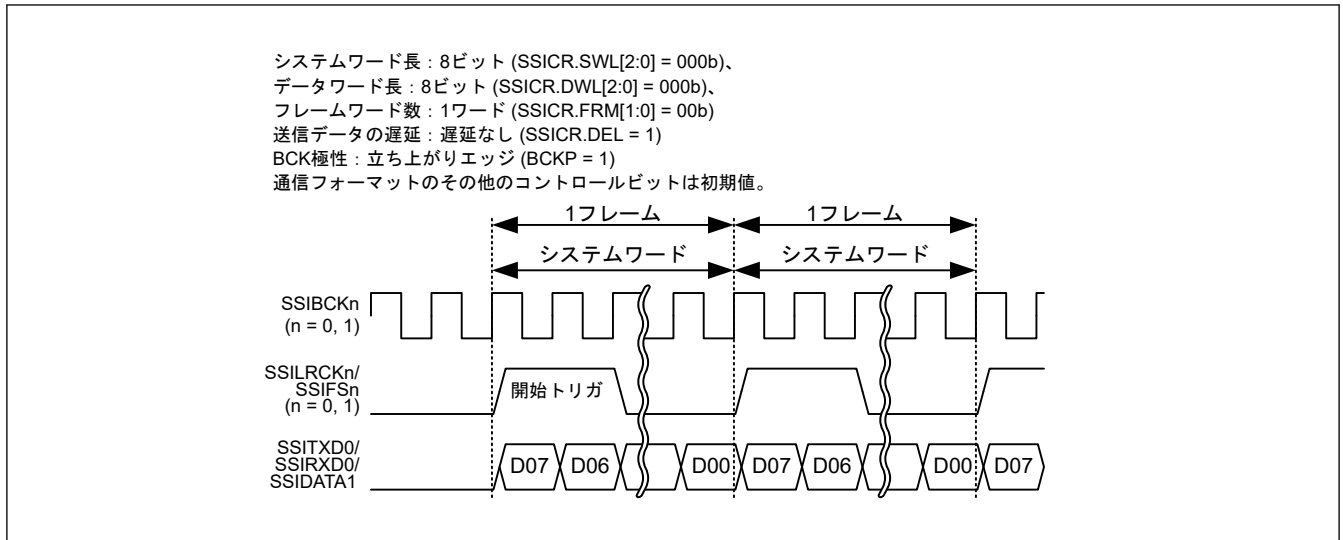 システムワード長：8ビット (SSICR.SWL[2:0] = 000b)、
データワード長：8ビット (SSICR.DWL[2:0] = 000b)、
フレームワード数：1ワード (SSICR.FRM[1:0] = 00b)
送信データの遅延：遅延なし (SSICR.DEL = 1)
BCK極性：立ち上がりエッジ (BCKP = 1)
通信フォーマットのその他のコントロールビットは初期値。
1フレーム 1フレーム
システムワード システムワード
SSIBCKn
(n = 0, 1)
SSILRCKn/
SSIFSn
(n = 0, 1)
開始トリガ
SSITXD0/
SSIRXD0/
SSIDATA1
D07 D06 D00 D07 D06 D00 D07